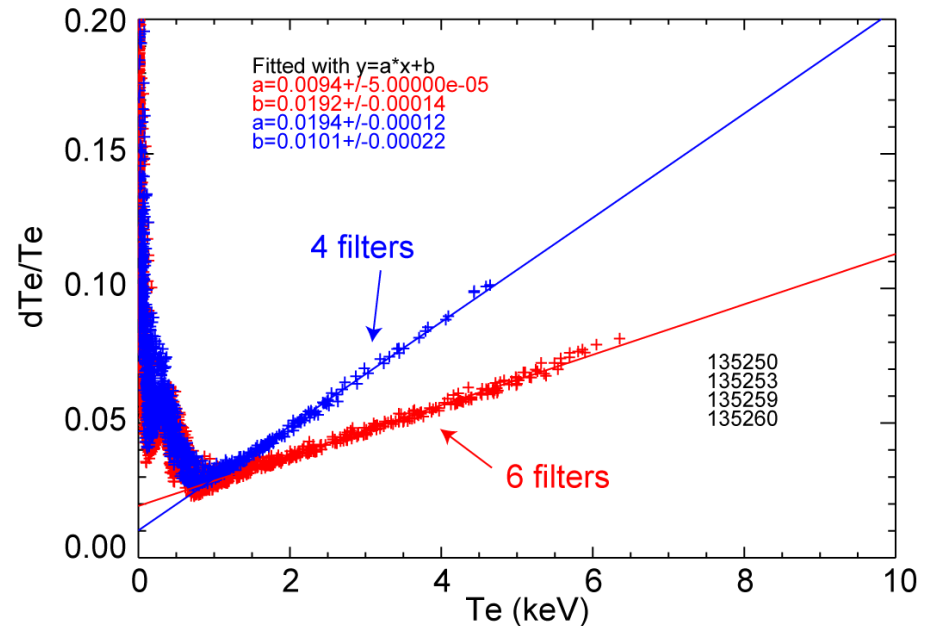 0.20
0.15
0.10
0.05
0.00
dTe/Te
Fitted with y=a*x+b
a=0.0094+/-5.00000e-05
b=0.0192+/-0.00014
a=0.0194+/-0.00012
b=0.0101+/-0.00022
4 filters
6 filters
135250
135253
135259
135260
0 2 4 6 8 10
Te (keV)